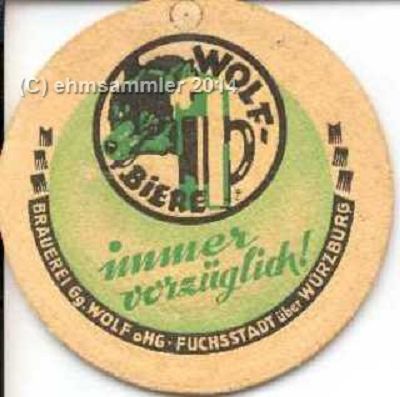 (C) ehmsammler 2014
WOLF-
BIERE
immer
vorzüglich!
BRAUEREI Gg. WOLF oHG · FUCHSSTADT über WÜRZBURG